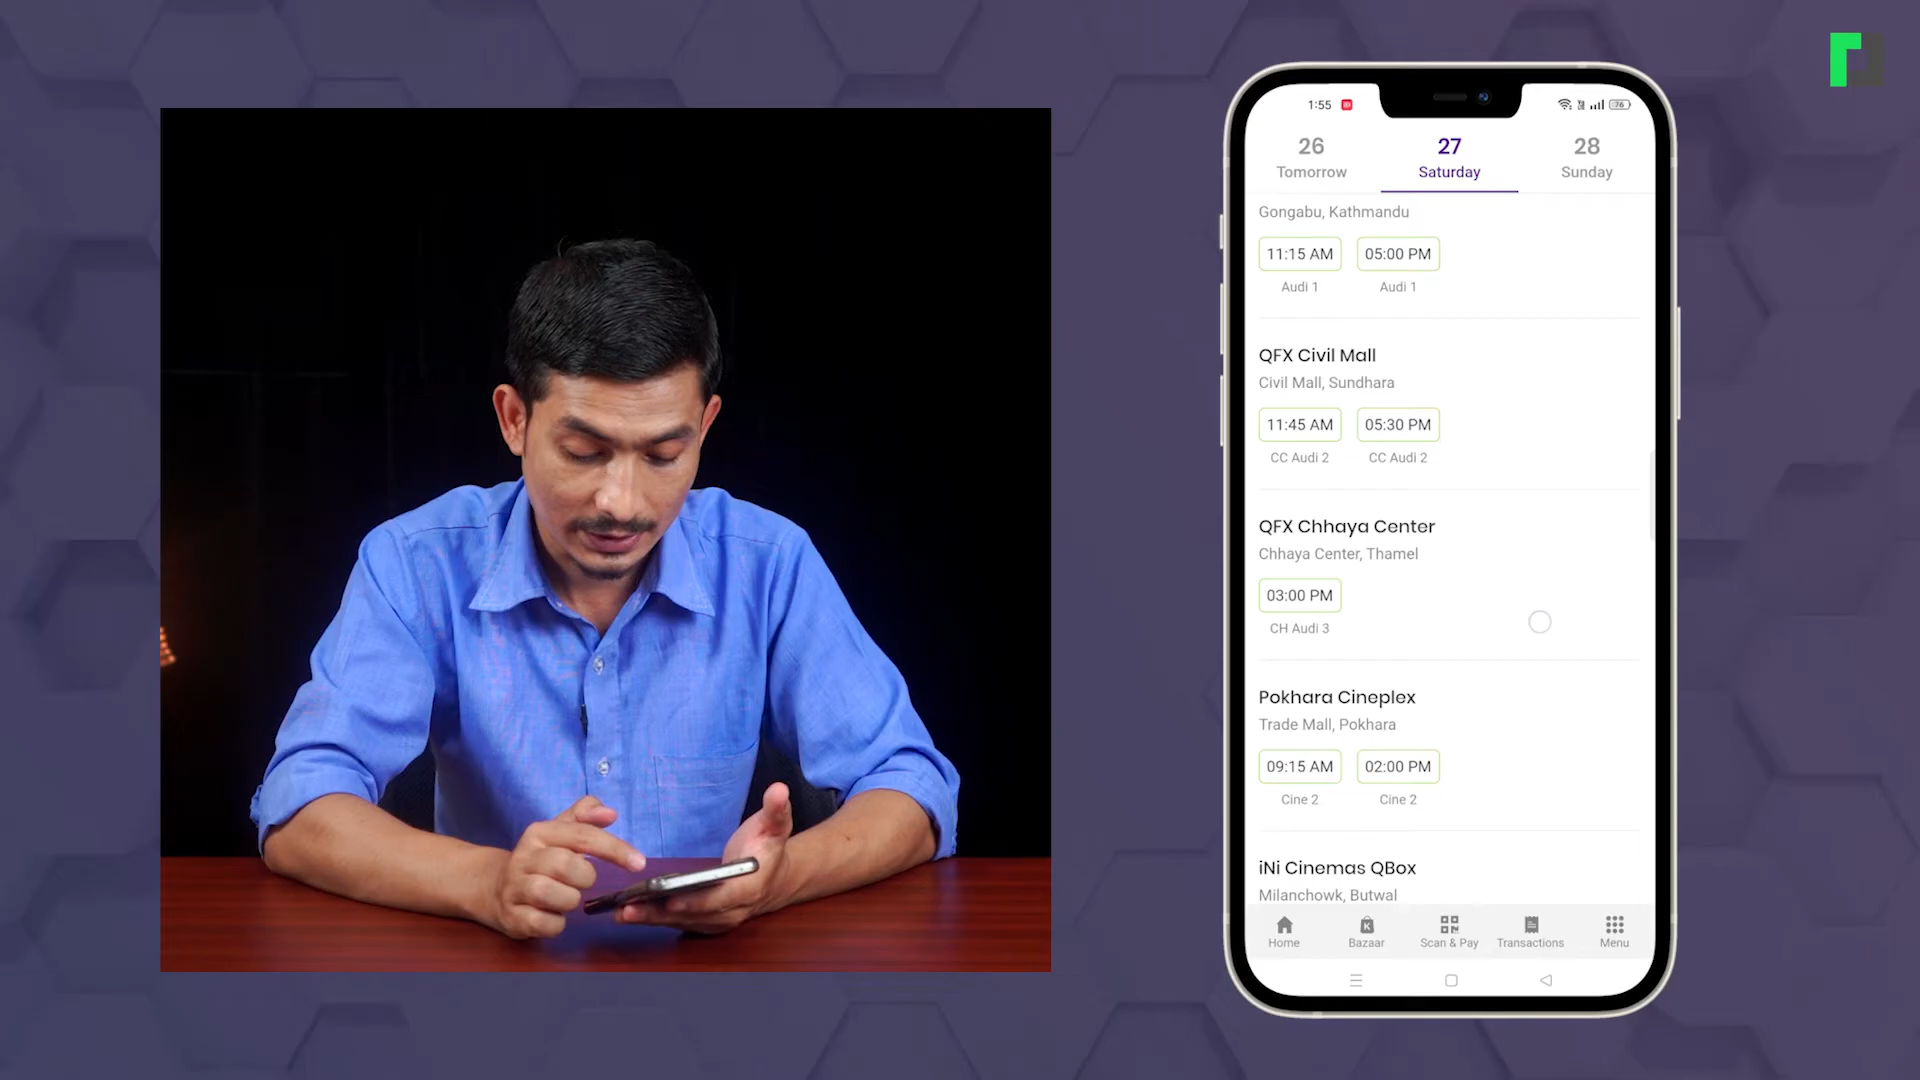 1:55
76
26
Tomorrow
27
Saturday
28
Sunday
Gongabu, Kathmandu
11:15 AM
05:00 PM
Audi 1
Audi 1
QFX Civil Mall
Civil Mall, Sundhara
11:45 AM
05:30 PM
CC Audi 2
CC Audi 2
QFX Chhaya Center
Chhaya Center, Thamel
03:00 PM
CH Audi 3
Pokhara Cineplex
Trade Mall, Pokhara
09:15 AM
02:00 PM
Cine 2
Cine 2
iNi Cinemas QBox
Milanchowk, Butwal
Home
K
Bazaar
Scan & Pay
Transactions
Menu